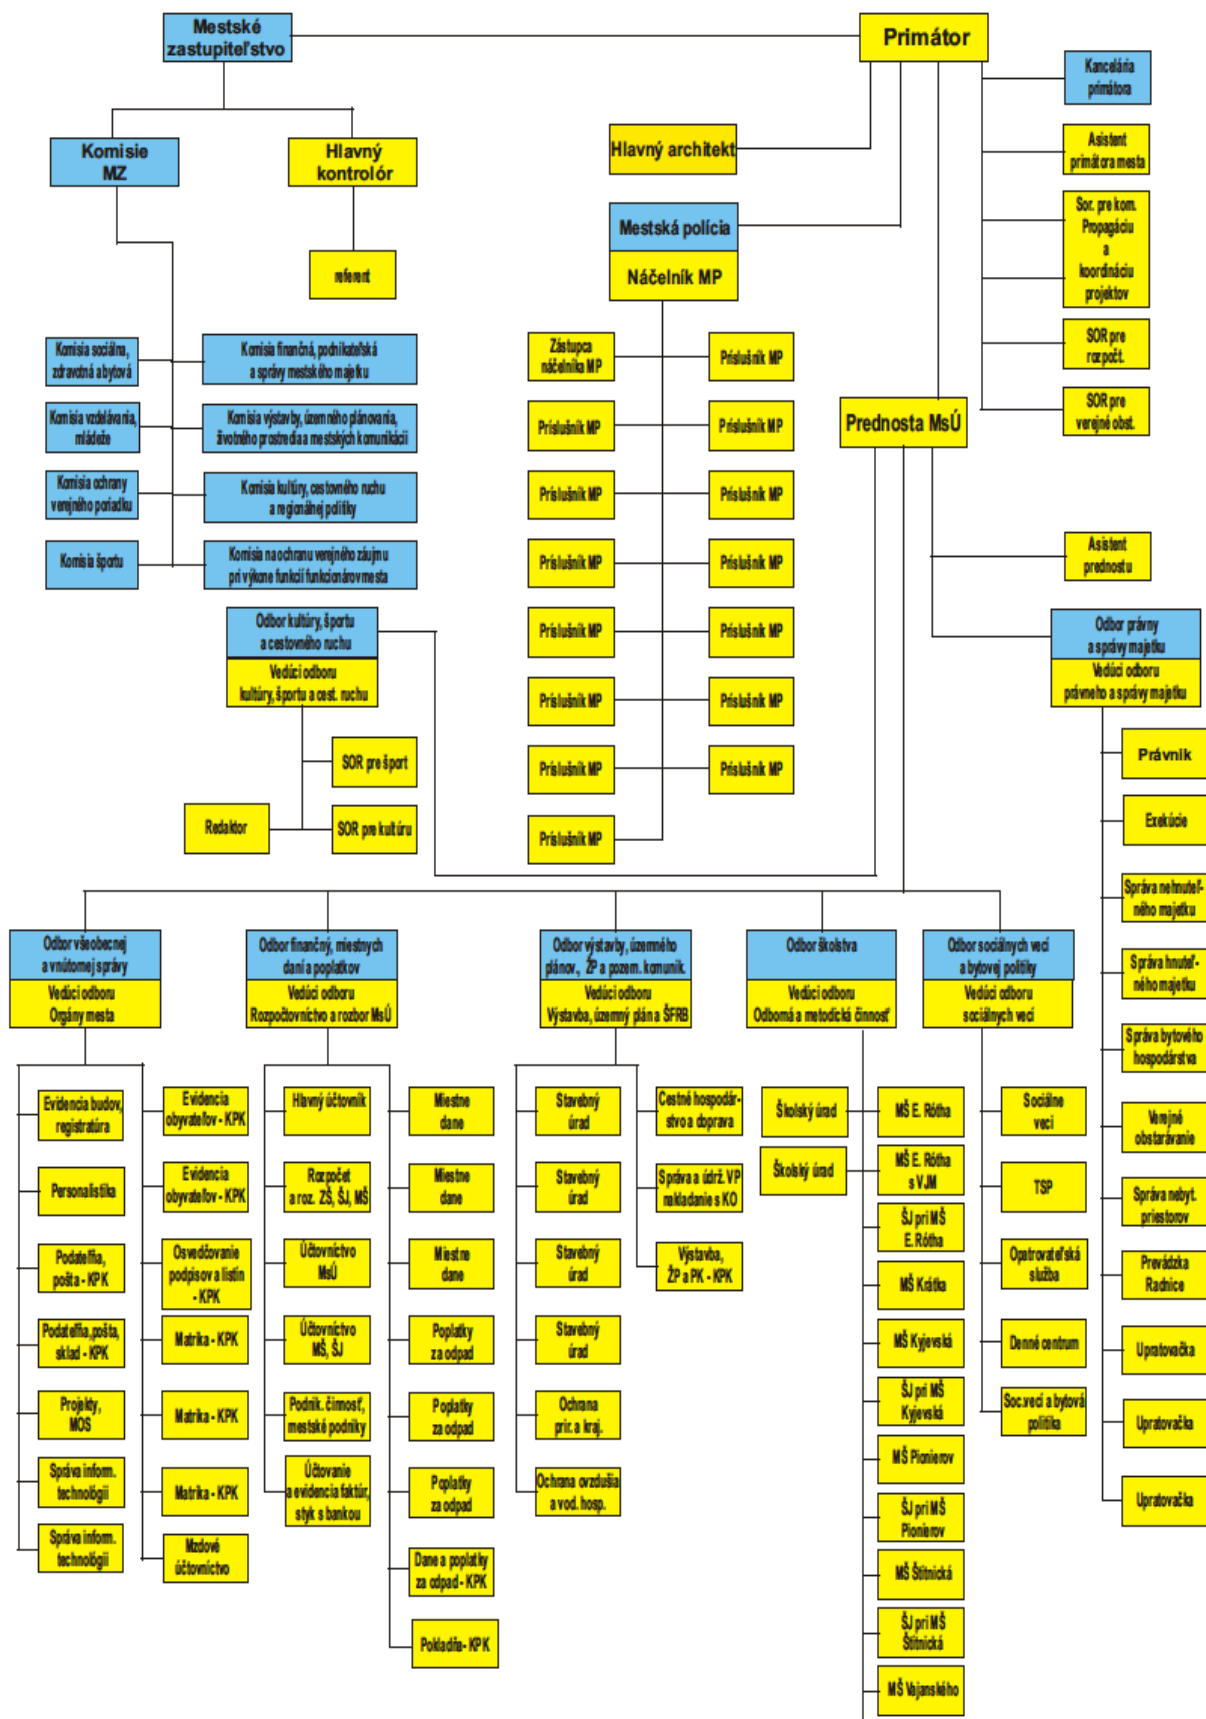 Mestské
zastupiteľstvo
Primátor
Kancelária
primátora
Komisie
MZ
Hlavný
kontrolór
Hlavný architekt
Asistent
primátora mesta
Mestská polícia
Náčelník MP
Sor. pre kom.
Propagáciu
a
koordináciu
projektov
referent
Komisia sociálna,
zdravotná a bytová
Komisia finančná, podnikateľská
a správy mestského majetku
Zástupca
náčelníka MP
Príslušník MP
SOR pre
rozpočt.
Komisia vzdelávania,
mládeže
Komisia výstavby, územného plánovania,
životného prostredia a mestských komunikácii
Príslušník MP
Príslušník MP
Prednosta MsÚ
SOR pre
verejné obst.
Komisia ochrany
verejného poriadku
Komisia kultúry, cestovného ruchu
a regionálnej politiky
Príslušník MP
Príslušník MP
Komisia športu
Komisia na ochranu verejného záujmu
pri výkone funkcií funkcionárov mesta
Príslušník MP
Príslušník MP
Asistent
prednostu
Odbor kultúry, športu
a cestovného ruchu
Vedúci odboru
kultúry, športu a cest. ruchu
Príslušník MP
Príslušník MP
Odbor právny
a správy majetku
Vedúci odboru
právneho a správy majetku
Príslušník MP
Príslušník MP
SOR pre šport
Príslušník MP
Príslušník MP
Právnik
Redaktor
SOR pre kultúru
Príslušník MP
Exekúcie
Správa nehnuteľ-
ného majetku
Správa hnuteľ-
ného majetku
Správa bytového
hospodárstva
Verejné
obstarávanie
Správa nebyt.
priestorov
Prevádzka
Radnice
Upratovačka
Upratovačka
Upratovačka
Odbor všeobecnej
a vnútornej správy
Vedúci odboru
Orgány mesta
Evidencia budov,
registratúra
Evidencia
obyvateľov - KPK
Personalistika
Evidencia
obyvateľov - KPK
Podateľňa,
pošta - KPK
Osvedčovanie
podpisov a listín
- KPK
Podateľňa,pošta,
sklad - KPK
Matrika - KPK
Projekty,
MOS
Matrika - KPK
Správa inform.
technológii
Matrika - KPK
Správa inform.
technológii
Mzdové
účtovníctvo
Odbor finančný, miestnych
daní a poplatkov
Vedúci odboru
Rozpočtovníctvo a rozbor MsÚ
Hlavný účtovník
Miestne
dane
Rozpočet
a roz. ZŠ, ŠJ, MŠ
Miestne
dane
Účtovníctvo
MsÚ
Miestne
dane
Účtovníctvo
MŠ, ŠJ
Poplatky
za odpad
Podnik. činnosť,
mestské podniky
Poplatky
za odpad
Účtovanie
a evidencia faktúr,
styk s bankou
Poplatky
za odpad
Dane a poplatky
za odpad - KPK
Pokladňa- KPK
Odbor výstavby, územného
plánov., ŽP a pozem. komunik.
Vedúci odboru
Výstavba, územný plán a ŠFRB
Stavebný
úrad
Cestné hospodár-
stvo a doprava
Stavebný
úrad
Správa a údrž. VP
nakladanie s KO
Stavebný
úrad
Výstavba,
ŽP a PK - KPK
Stavebný
úrad
Ochrana
prír. a kraj.
Ochrana ovzdušia
a vod. hosp.
Odbor školstva
Vedúci odboru
Odborná a metodická činnosť
Školský úrad
MŠ E. Rótha
Školský úrad
MŠ E. Rótha
s VJM
ŠJ pri MŠ
E. Rótha
MŠ Krátka
MŠ Kyjevská
ŠJ pri MŠ
Kyjevská
MŠ Pionierov
ŠJ pri MŠ
Pionierov
MŠ Štítnická
ŠJ pri MŠ
Štítnická
MŠ Vajanského
Odbor sociálnych vecí
a bytovej politiky
Vedúci odboru
sociálnych vecí
Sociálne
veci
TSP
Opatrovateľská
služba
Denné centrum
Soc.vecí a bytová
politika